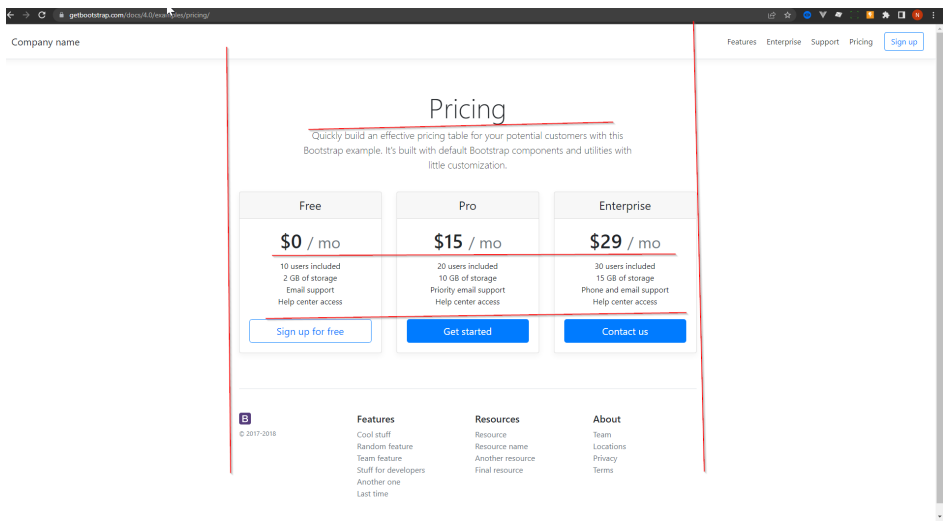 getbootstrap.com/docs/4.0/examples/pricing/
Company name
Features Enterprise Support Pricing Sign up
Pricing
Quickly build an effective pricing table for your potential customers with this
Bootstrap example. It's built with default Bootstrap components and utilities with
little customization.
Free
$0 / mo
10 users included
2 GB of storage
Email support
Help center access
Sign up for free
Pro
$15 / mo
20 users included
10 GB of storage
Priority email support
Help center access
Get started
Enterprise
$29 / mo
30 users included
15 GB of storage
Phone and email support
Help center access
Contact us
B
© 2017-2018
Features
Cool stuff
Random feature
Team feature
Stuff for developers
Another one
Last time
Resources
Resource
Resource name
Another resource
Final resource
About
Team
Locations
Privacy
Terms